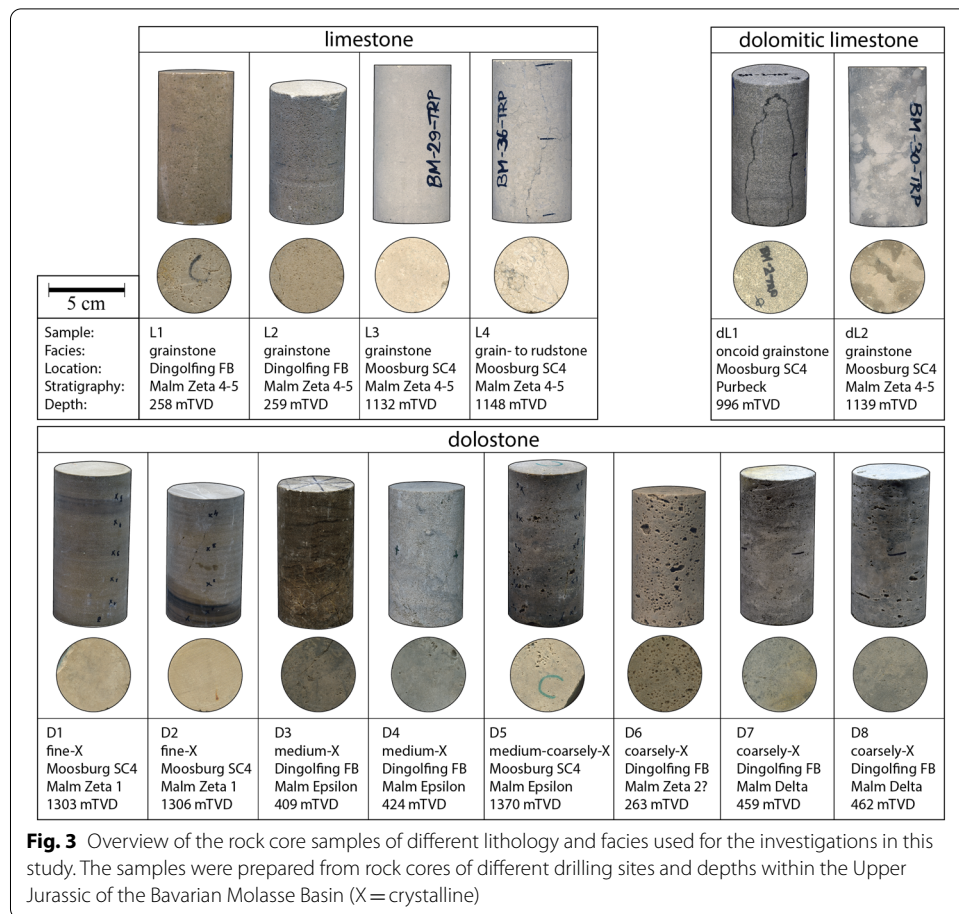 limestone
dolomitic limestone
BM-29-TRP
BM-36-TRP
BM-2-TRP
BM-30-TRP
BM-2-TRP
5 cm
Sample:
Facies:
Location:
Stratigraphy:
Depth:
L1
grainstone
Dingolfing FB
Malm Zeta 4-5
258 mTVD
L2
grainstone
Dingolfing FB
Malm Zeta 4-5
259 mTVD
L3
grainstone
Moosburg SC4
Malm Zeta 4-5
1132 mTVD
L4
grain- to rudstone
Moosburg SC4
Malm Zeta 4-5
1148 mTVD
dL1
oncoid grainstone
Moosburg SC4
Purbeck
996 mTVD
dL2
grainstone
Moosburg SC4
Malm Zeta 4-5
1139 mTVD
dolostone
D1
fine-X
Moosburg SC4
Malm Zeta 1
1303 mTVD
D2
fine-X
Moosburg SC4
Malm Zeta 1
1306 mTVD
D3
medium-X
Dingolfing FB
Malm Epsilon
409 mTVD
D4
medium-X
Dingolfing FB
Malm Epsilon
424 mTVD
D5
medium-coarsely-X
Moosburg SC4
Malm Epsilon
1370 mTVD
D6
coarsely-X
Dingolfing FB
Malm Zeta 2?
263 mTVD
D7
coarsely-X
Dingolfing FB
Malm Delta
459 mTVD
D8
coarsely-X
Dingolfing FB
Malm Delta
462 mTVD
Fig. 3 Overview of the rock core samples of different lithology and facies used for the investigations in this
study. The samples were prepared from rock cores of different drilling sites and depths within the Upper
Jurassic of the Bavarian Molasse Basin (X = crystalline)